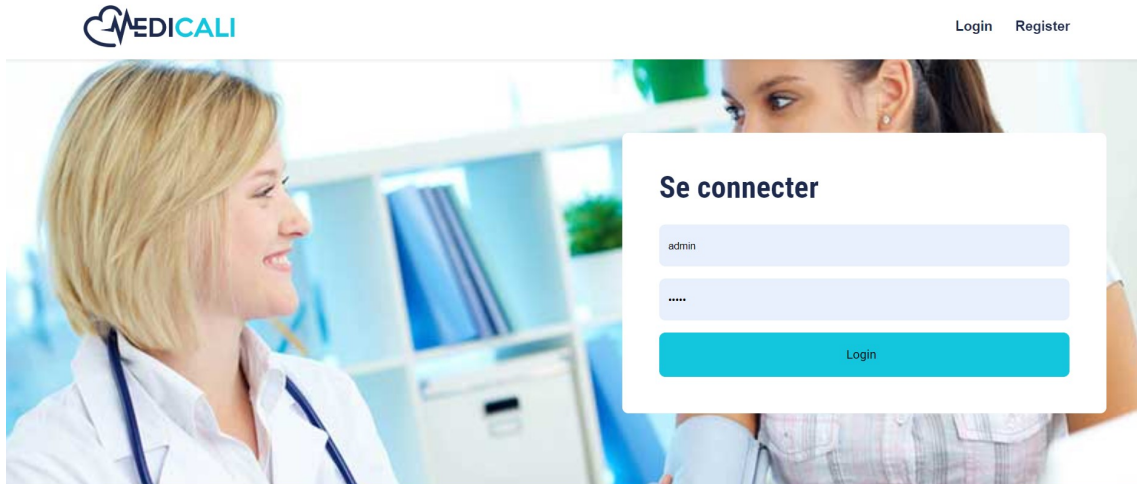 MEDICALI
Login Register
Se connecter
admin
•••••
Login